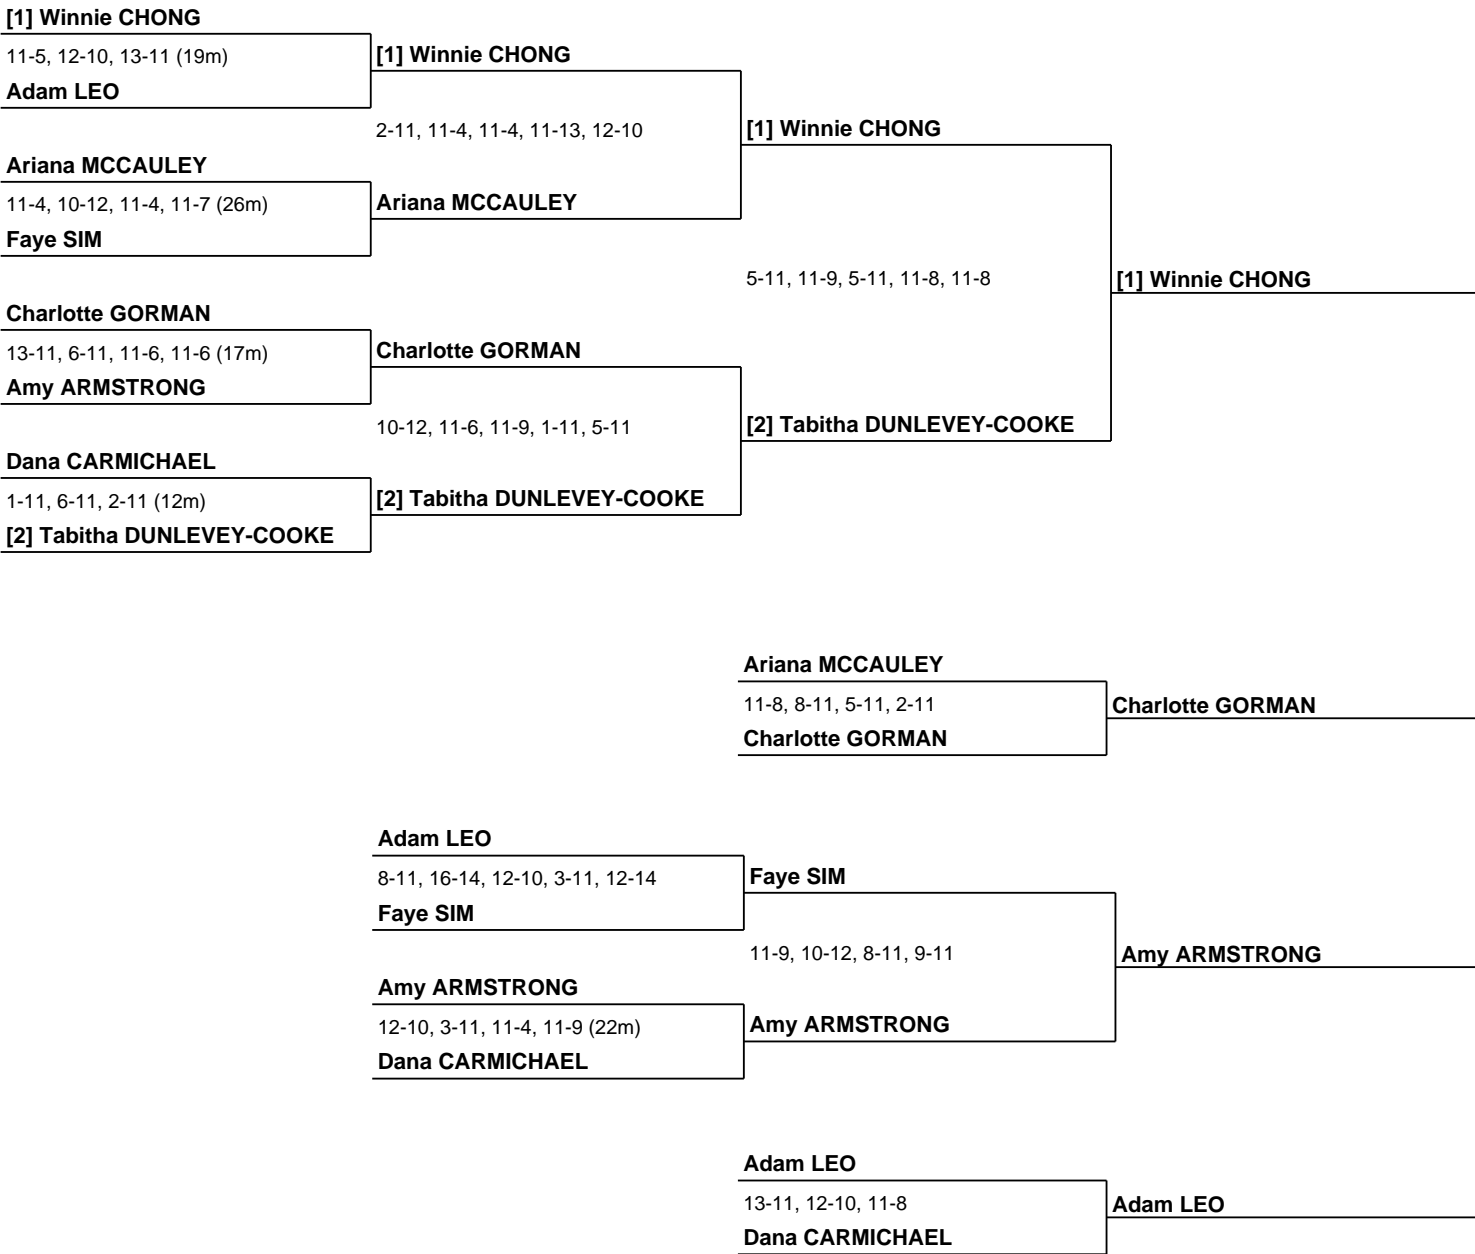 [1] Winnie CHONG
11-5, 12-10, 13-11 (19m)
Adam LEO
[1] Winnie CHONG
2-11, 11-4, 11-4, 11-13, 12-10
Ariana MCCAULEY
11-4, 10-12, 11-4, 11-7 (26m)
Faye SIM
Ariana MCCAULEY
[1] Winnie CHONG
5-11, 11-9, 5-11, 11-8, 11-8
[1] Winnie CHONG
Charlotte GORMAN
13-11, 6-11, 11-6, 11-6 (17m)
Amy ARMSTRONG
Charlotte GORMAN
10-12, 11-6, 11-9, 1-11, 5-11
[2] Tabitha DUNLEVEY-COOKE
Dana CARMICHAEL
1-11, 6-11, 2-11 (12m)
[2] Tabitha DUNLEVEY-COOKE
[2] Tabitha DUNLEVEY-COOKE
Ariana MCCAULEY
11-8, 8-11, 5-11, 2-11
Charlotte GORMAN
Charlotte GORMAN
Adam LEO
8-11, 16-14, 12-10, 3-11, 12-14
Faye SIM
Faye SIM
11-9, 10-12, 8-11, 9-11
Amy ARMSTRONG
Amy ARMSTRONG
12-10, 3-11, 11-4, 11-9 (22m)
Dana CARMICHAEL
Amy ARMSTRONG
Adam LEO
13-11, 12-10, 11-8
Dana CARMICHAEL
Adam LEO